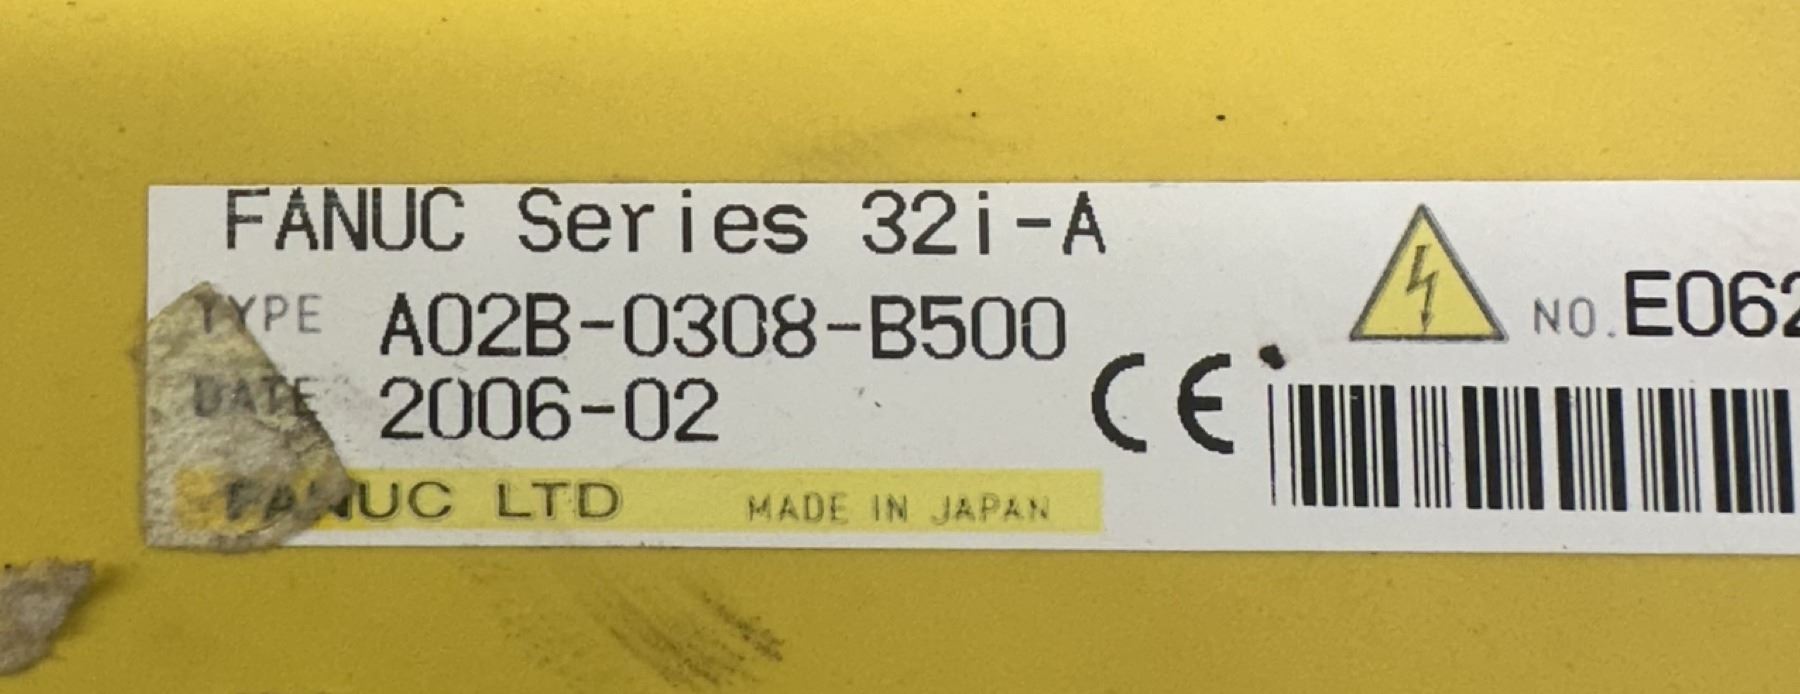 FANUC Series 32i-A
TYPE A02B-0308-B500
DATE 2006-02
FANUC LTD MADE IN JAPAN
CE
NO. E062